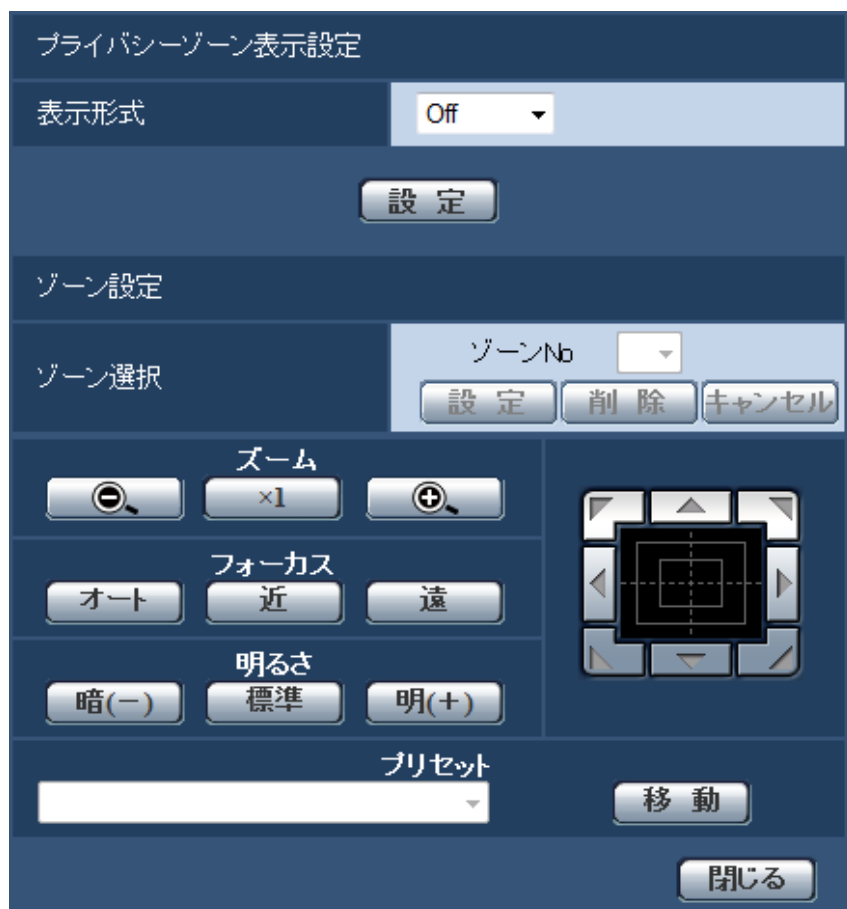 プライバシーゾーン表示設定
表示形式 Off
設 定
ゾーン設定
ゾーンNo
ゾーン選択
設 定 削 除 キャンセル
ズーム
×1
フォーカス
オート 近 遠
明るさ
暗(-) 標準 明(+)
プリセット
移 動
閉じる